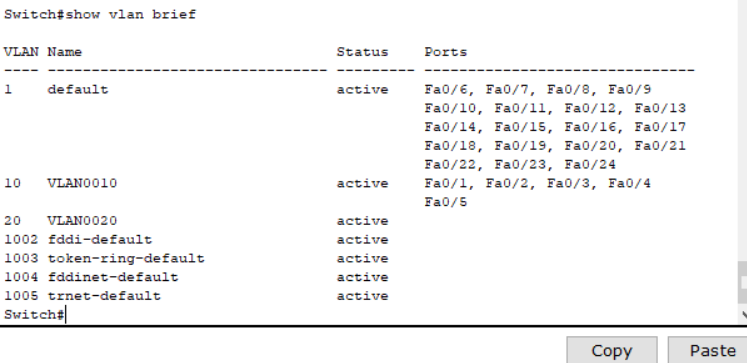 Switch#show vlan brief
VLAN Name Status Ports
---- -------------------------------- --------- -------------------------------
1 default active Fa0/6, Fa0/7, Fa0/8, Fa0/9
Fa0/10, Fa0/11, Fa0/12, Fa0/13
Fa0/14, Fa0/15, Fa0/16, Fa0/17
Fa0/18, Fa0/19, Fa0/20, Fa0/21
Fa0/22, Fa0/23, Fa0/24
10 VLAN0010 active Fa0/1, Fa0/2, Fa0/3, Fa0/4
Fa0/5
20 VLAN0020 active
1002 fddi-default active
1003 token-ring-default active
1004 fddinet-default active
1005 trnet-default active
Switch#
Copy Paste